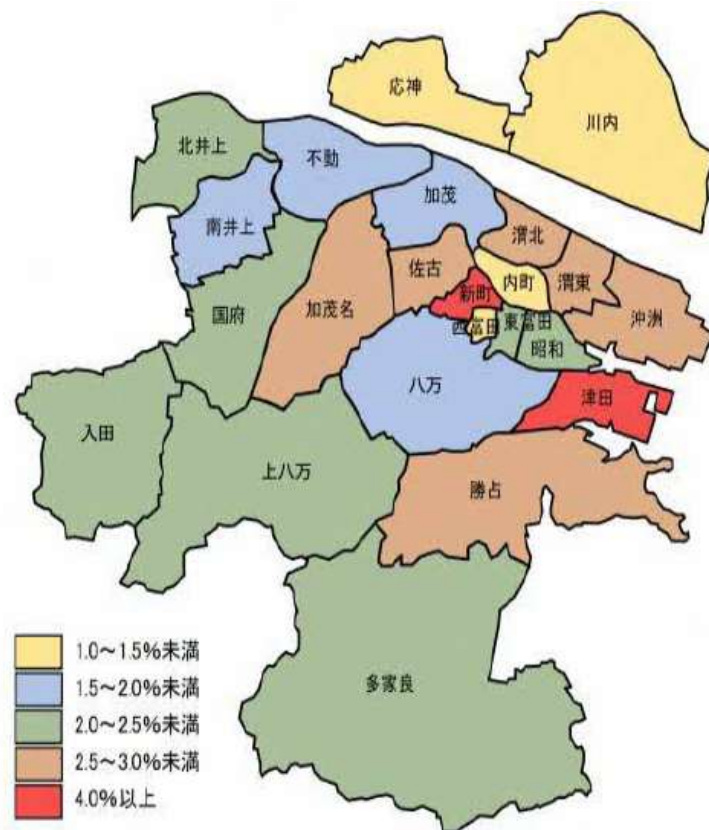 応神
川内
北井上
不動
加茂
南井上
渭北
佐古
内町
渭東
新町
国府
加茂名
沖洲
西富田
東富田
昭和
八万
津田
入田
上八万
勝占
多家良
1.0～1.5%未満
1.5～2.0%未満
2.0～2.5%未満
2.5～3.0%未満
4.0%以上